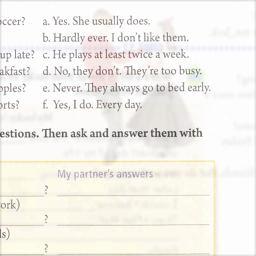 occer? a. Yes. She usually does.
b. Hardly ever. I don't like them.
up late? c. He plays at least twice a week.
akfast? d. No, they don't. They're too busy.
ples? e. Never. They always go to bed early.
orts? f. Yes, I do. Every day.
estions. Then ask and answer them with
My partner's answers
?
ork) ?
ls)
?